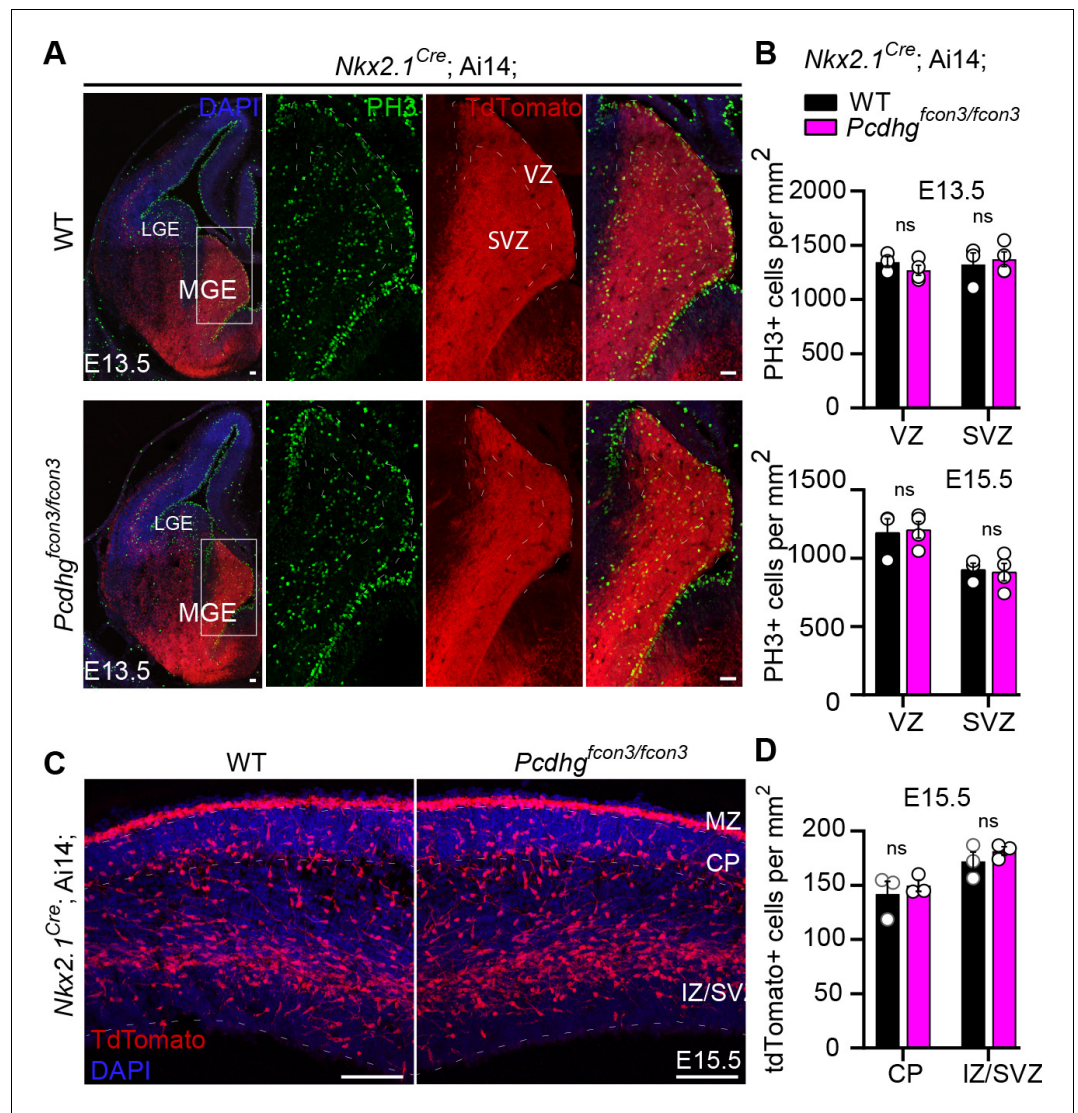 A
Nkx2.1Cre; Ai14;
DAPI
PH3
TdTomato
WT
LGE
MGE
E13.5
VZ
SVZ
Pcdhgfcon3/fcon3
LGE
MGE
E13.5
B
Nkx2.1Cre; Ai14;
WT
Pcdhgfcon3/fcon3
PH3+ cells per mm2
E13.5
ns
ns
2000
1500
1000
500
0
VZ SVZ
PH3+ cells per mm2
E15.5
ns
ns
1500
1000
500
0
VZ SVZ
C
WT
Pcdhgfcon3/fcon3
Nkx2.1Cre; Ai14;
MZ
CP
IZ/SVZ
TdTomato
DAPI
E15.5
D
tdTomato+ cells per mm2
E15.5
ns
ns
200
150
100
50
0
CP IZ/SVZ